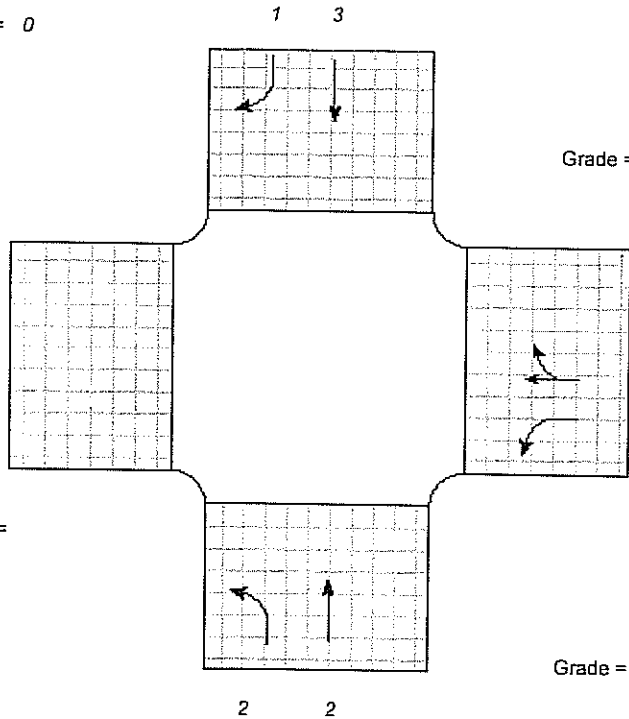 = 0
1 3
Grade =
=
Grade =
2 2